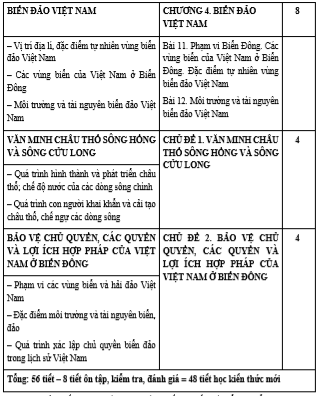 BIỂN ĐẢO VIỆT NAM
CHƯƠNG 4. BIỂN ĐẢO
VIỆT NAM
8
– Vị trí địa lí, đặc điểm tự nhiên vùng biển
đảo Việt Nam
– Các vùng biển của Việt Nam ở Biển
Đông
– Môi trường và tài nguyên biển đảo Việt
Nam
Bài 11. Phạm vi Biển Đông. Các
vùng biển của Việt Nam ở Biển
Đông. Đặc điểm tự nhiên vùng
biển đảo Việt Nam
Bài 12. Môi trường và tài nguyên
biển đảo Việt Nam
VĂN MINH CHÂU THỔ SÔNG HỒNG
VÀ SÔNG CỬU LONG
CHỦ ĐỀ 1. VĂN MINH CHÂU
THỔ SÔNG HỒNG VÀ SÔNG CỬU
LONG
4
– Quá trình hình thành và phát triển châu
thổ; chế độ nước của các dòng sông chính
– Quá trình con người khai khẩn và cải tạo
châu thổ, chế ngự các dòng sông
BẢO VỆ CHỦ QUYỀN, CÁC QUYỀN
VÀ LỢI ÍCH HỢP PHÁP CỦA VIỆT
NAM Ở BIỂN ĐÔNG
CHỦ ĐỀ 2. BẢO VỆ CHỦ
QUYỀN, CÁC QUYỀN VÀ
LỢI ÍCH HỢP PHÁP CỦA
VIỆT NAM Ở BIỂN ĐÔNG
4
– Phạm vi các vùng biển và hải đảo Việt
Nam
– Đặc điểm môi trường và tài nguyên biển,
đảo
– Quá trình xác lập chủ quyền biển đảo
trong lịch sử Việt Nam
Tổng: 56 tiết – 8 tiết ôn tập, kiểm tra, đánh giá = 48 tiết học kiến thức mới